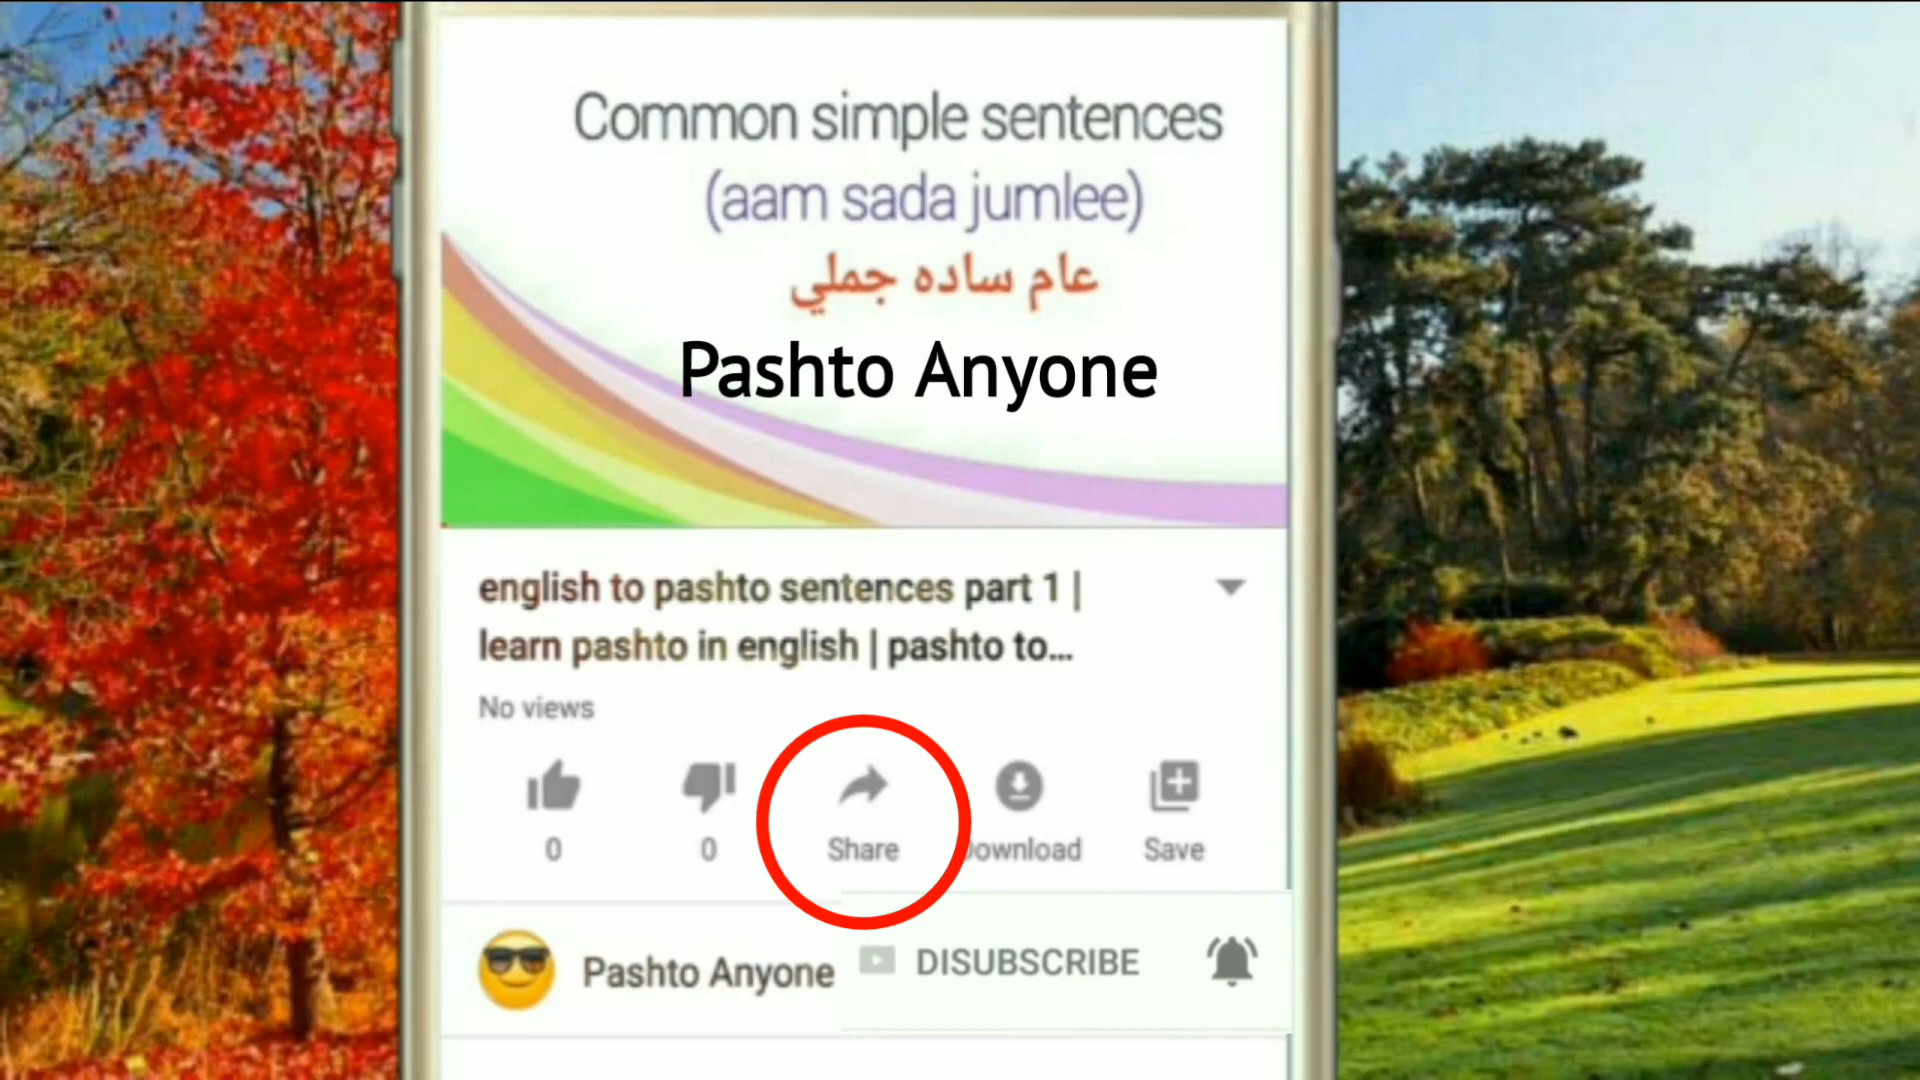 Common simple sentences
(aam sada jumlee)
عام ساده جملي
Pashto Anyone
english to pashto sentences part 1 |
learn pashto in english | pashto to...
No views
0 0 Share ownload Save
Pashto Anyone DISUBSCRIBE